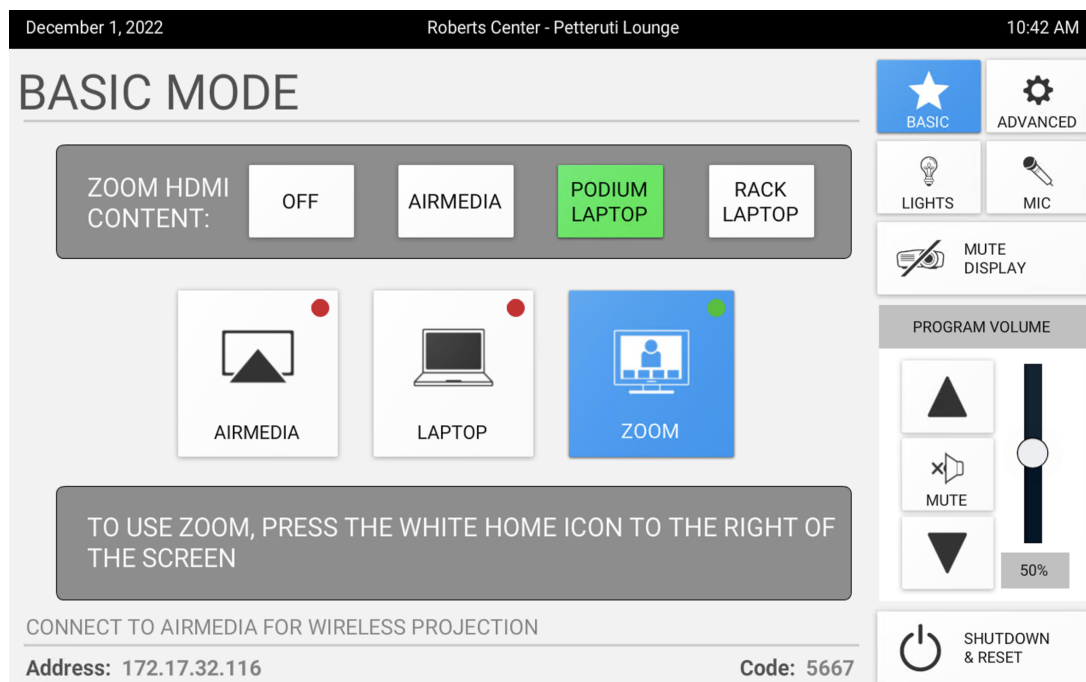 December 1, 2022
Roberts Center - Petteruti Lounge
10:42 AM
BASIC MODE
ZOOM HDMI
CONTENT:
OFF
AIRMEDIA
PODIUM
LAPTOP
RACK
LAPTOP
AIRMEDIA
LAPTOP
ZOOM
TO USE ZOOM, PRESS THE WHITE HOME ICON TO THE RIGHT OF
THE SCREEN
CONNECT TO AIRMEDIA FOR WIRELESS PROJECTION
Address: 172.17.32.116
Code: 5667
BASIC
ADVANCED
LIGHTS
MIC
MUTE
DISPLAY
PROGRAM VOLUME
MUTE
50%
SHUTDOWN
& RESET